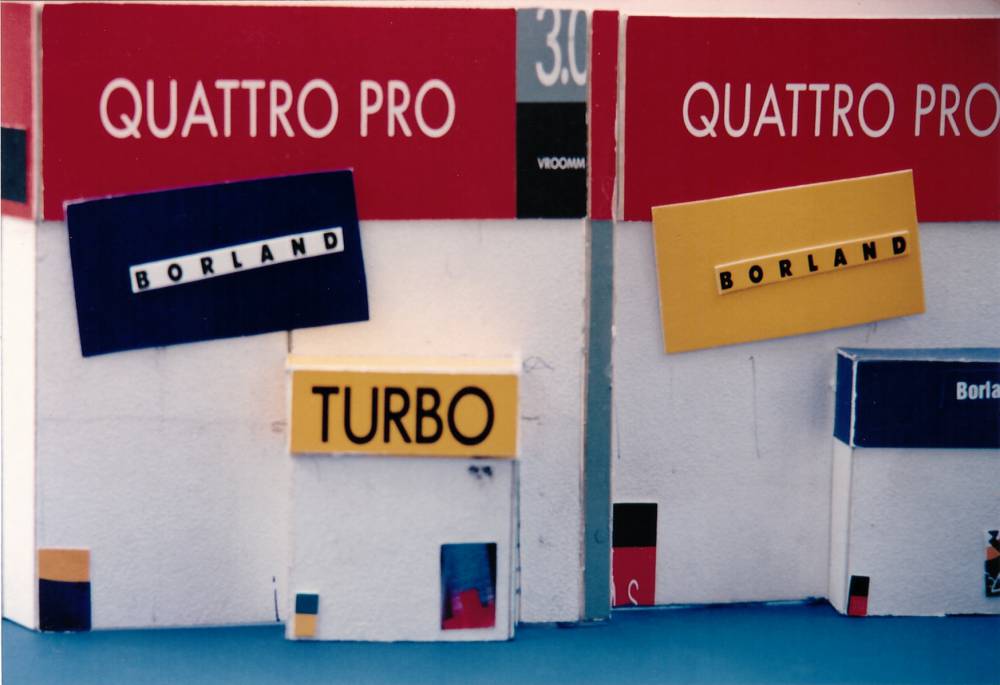 QUATTRO PRO
3.0
VROOMM
BORLAND
TURBO
QUATTRO PRO
BORLAND
Borla